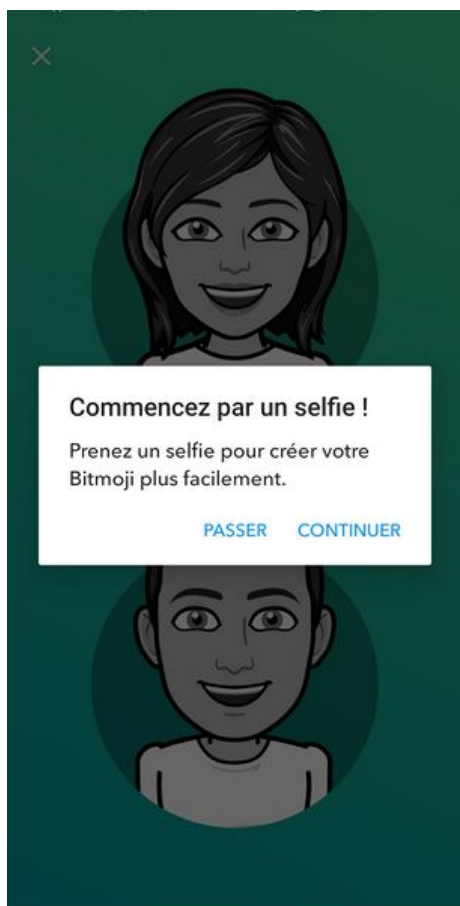 Commencez par un selfie !
Prenez un selfie pour créer votre
Bitmoji plus facilement.
PASSER CONTINUER